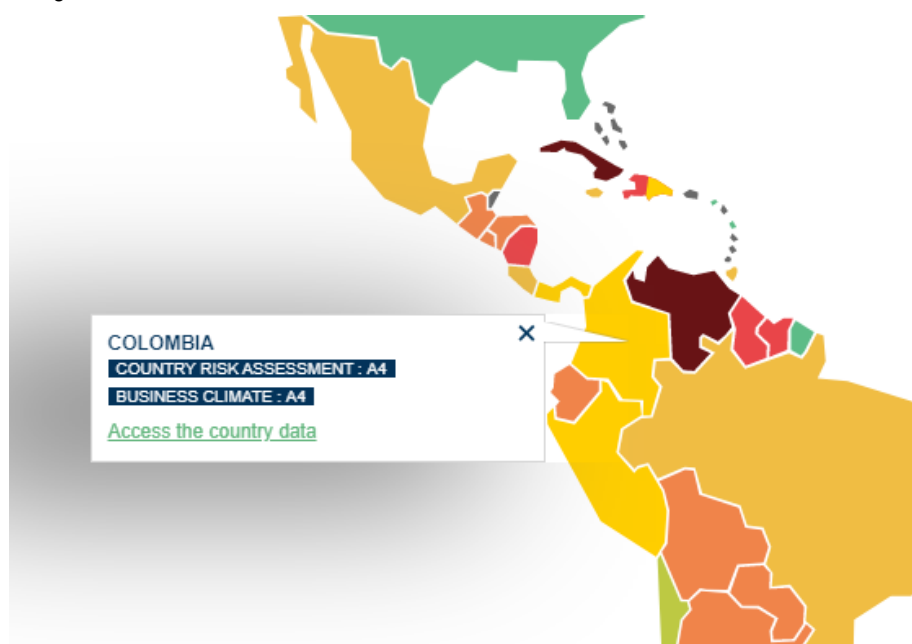 COLOMBIA
COUNTRY RISK ASSESSMENT : A4
BUSINESS CLIMATE : A4
Access the country data